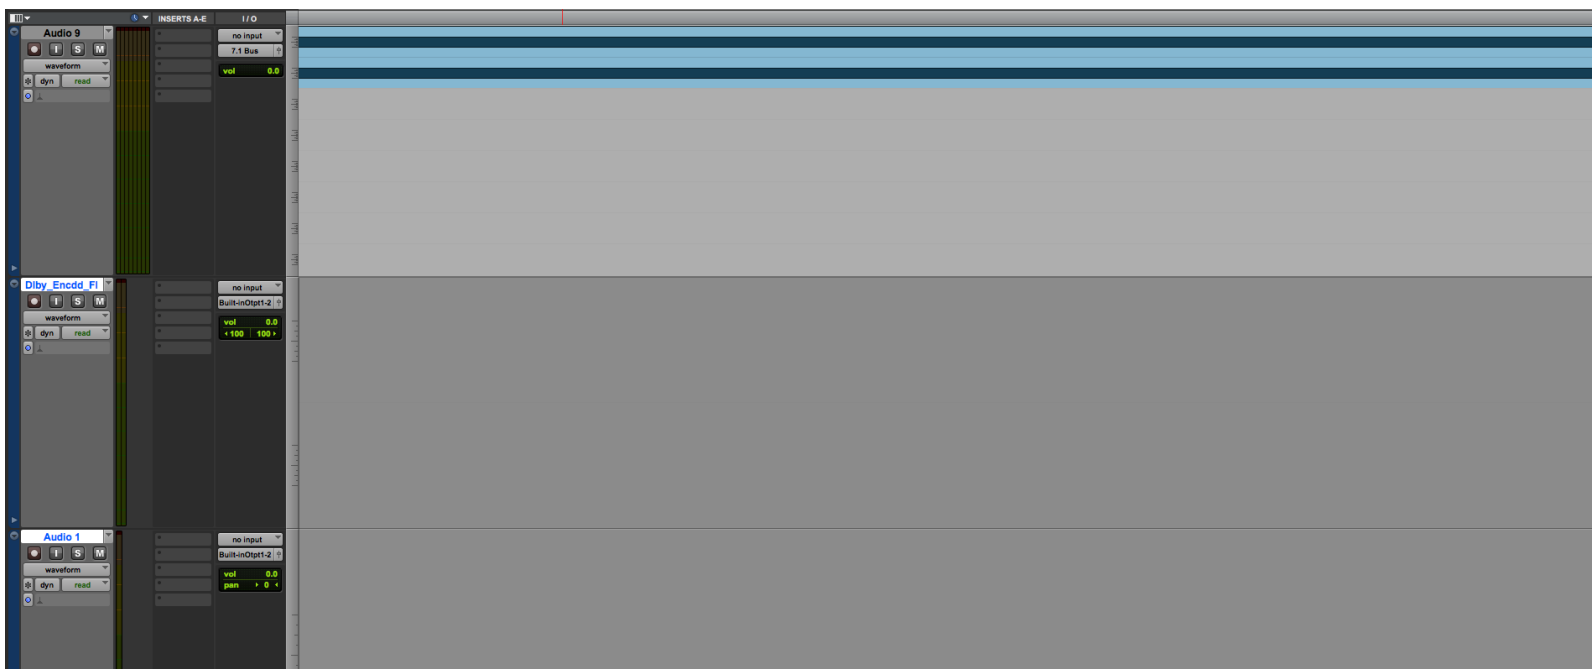 INSERTS A-E I / O
Audio 9 no input
I S M 7.1 Bus
waveform
vol 0.0
dyn read
Dlby_Encdd_Fl no input
I S M Built-inOtpt1-2
waveform
vol 0.0
dyn read 100 100
Audio 1 no input
I S M Built-inOtpt1-2
waveform
vol 0.0
dyn read pan 0